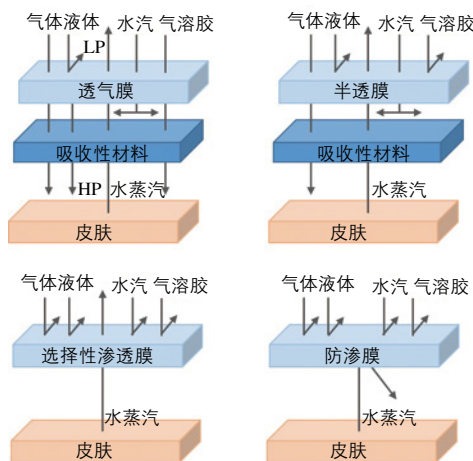 气体液体 水汽 气溶胶
LP
透气膜
吸收性材料
HP 水蒸汽
皮肤
气体液体 水汽 气溶胶
半透膜
吸收性材料
水蒸汽
皮肤
气体液体 水汽 气溶胶
选择性渗透膜
水蒸汽
皮肤
气体液体 水汽 气溶胶
防渗膜
水蒸汽
皮肤